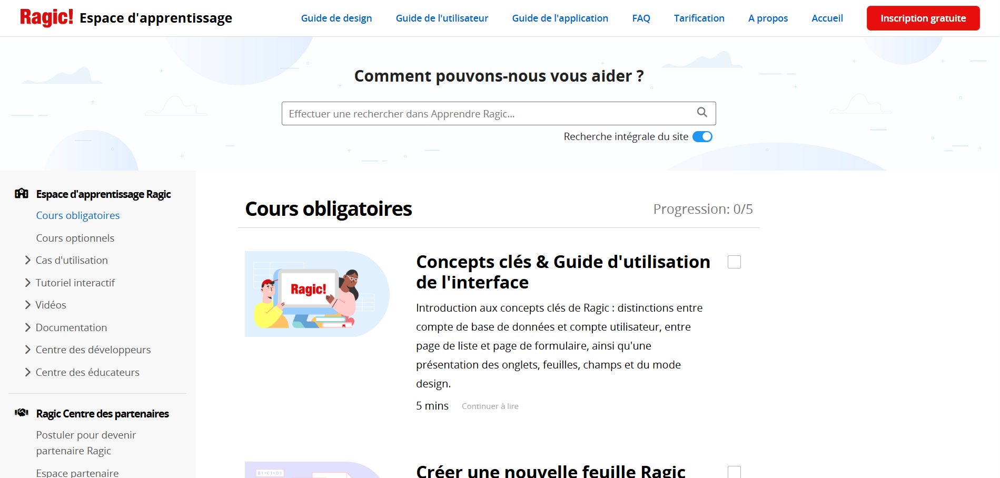 Ragic! Espace d'apprentissage
Guide de design
Guide de l'utilisateur
Guide de l'application
FAQ
Tarification
A propos
Accueil
Inscription gratuite
Comment pouvons-nous vous aider ?
Effectuer une rechercher dans Apprendre Ragic...
Recherche intégrale du site
Espace d'apprentissage Ragic
Cours obligatoires
Cours optionnels
Cas d'utilisation
Tutoriel interactif
Vidéos
Documentation
Centre des développeurs
Centre des éducateurs
Ragic Centre des partenaires
Postuler pour devenir
partenaire Ragic
Espace partenaire
Cours obligatoires
Progression: 0/5
Ragic!
Concepts clés & Guide d'utilisation
de l'interface
Introduction aux concepts clés de Ragic : distinctions entre
compte de base de données et compte utilisateur, entre
page de liste et page de formulaire, ainsi qu'une
présentation des onglets, feuilles, champs et du mode
design.
5 mins
Continuer à lire
B1+C1+D1
Créer une nouvelle feuille Ragic